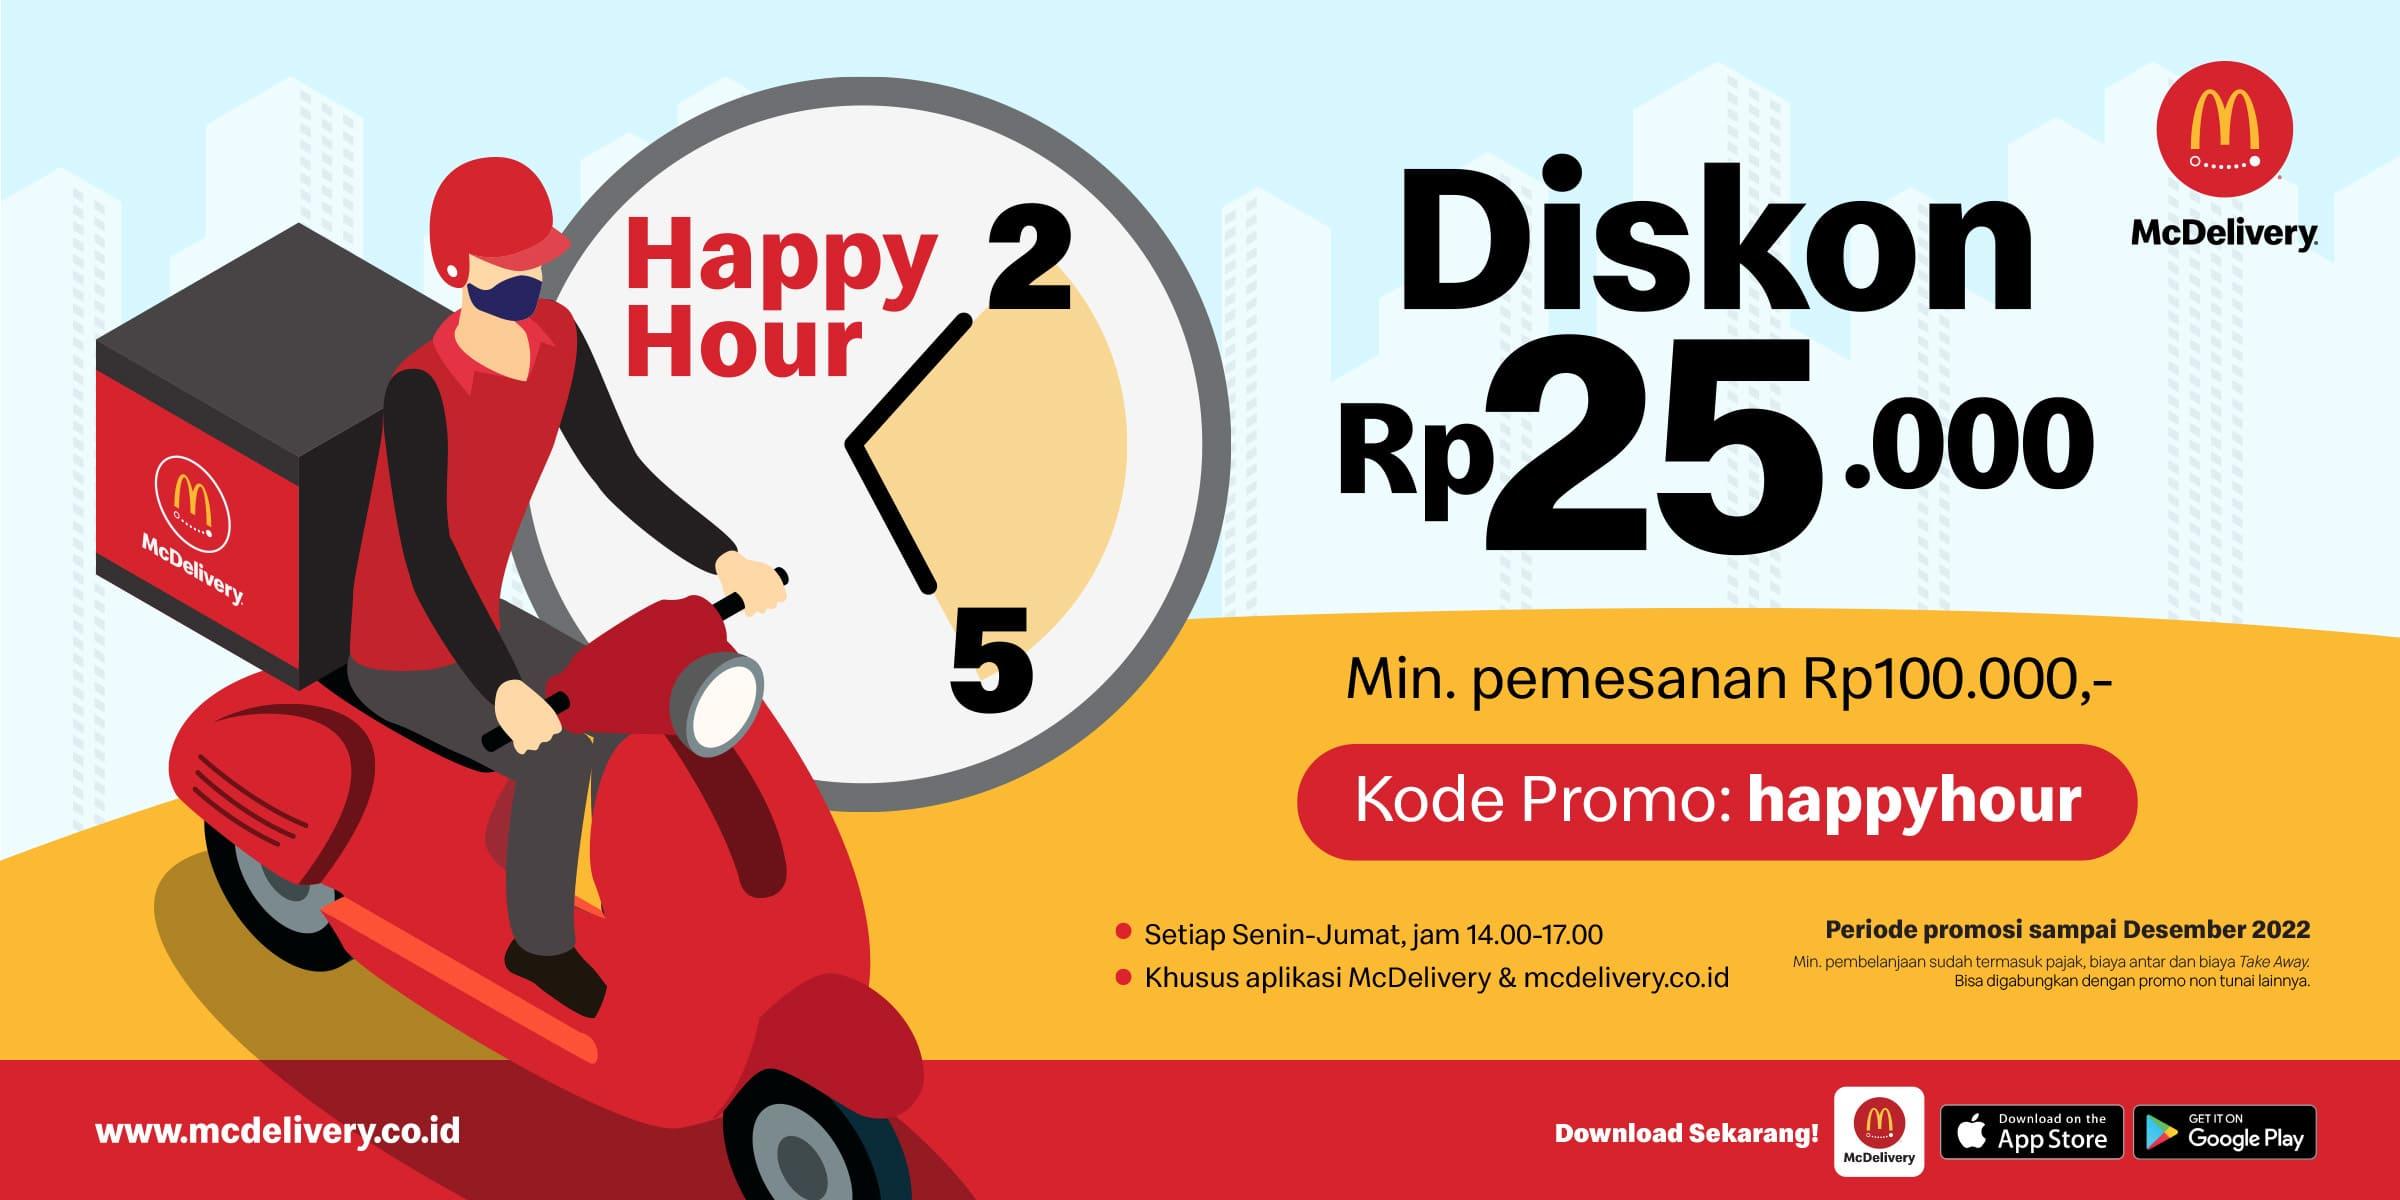 McDelivery
Happy
Hour
2
5
Diskon
Rp25.000
McDelivery
Min. pemesanan Rp100.000,-
Kode Promo: happyhour
Setiap Senin-Jumat, jam 14.00-17.00
Khusus aplikasi McDelivery & mcdelivery.co.id
Periode promosi sampai Desember 2022
Min. pembelanjaan sudah termasuk pajak, biaya antar dan biaya Take Away.
Bisa digabungkan dengan promo non tunai lainnya.
www.mcdelivery.co.id
Download Sekarang!
McDelivery
Download on the
App Store
GET IT ON
Google Play